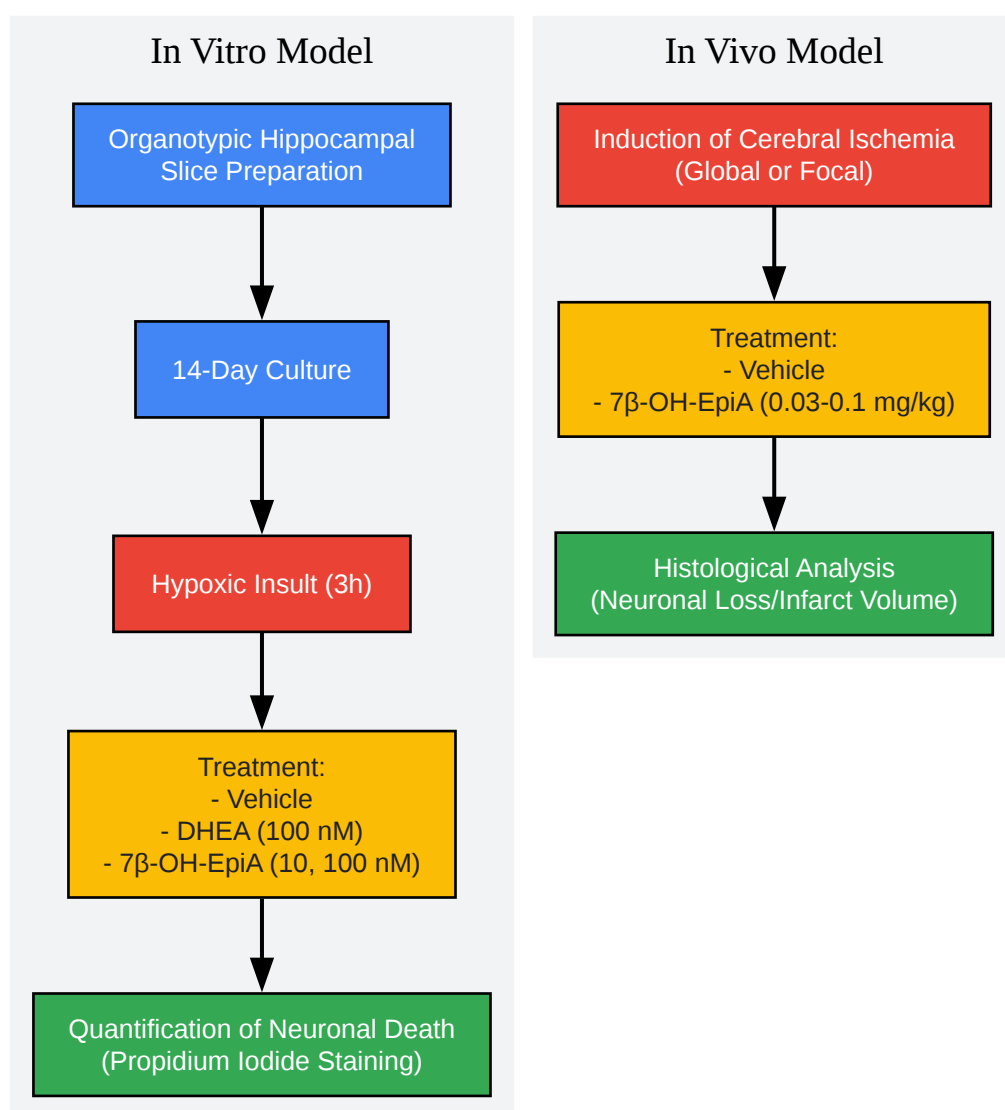 In Vitro Model
Organotypic Hippocampal
Slice Preparation
14-Day Culture
Hypoxic Insult (3h)
Treatment:
- Vehicle
- DHEA (100 nM)
- 7β-OH-EpiA (10, 100 nM)
Quantification of Neuronal Death
(Propidium Iodide Staining)
In Vivo Model
Induction of Cerebral Ischemia
(Global or Focal)
Treatment:
- Vehicle
- 7β-OH-EpiA (0.03-0.1 mg/kg)
Histological Analysis
(Neuronal Loss/Infarct Volume)